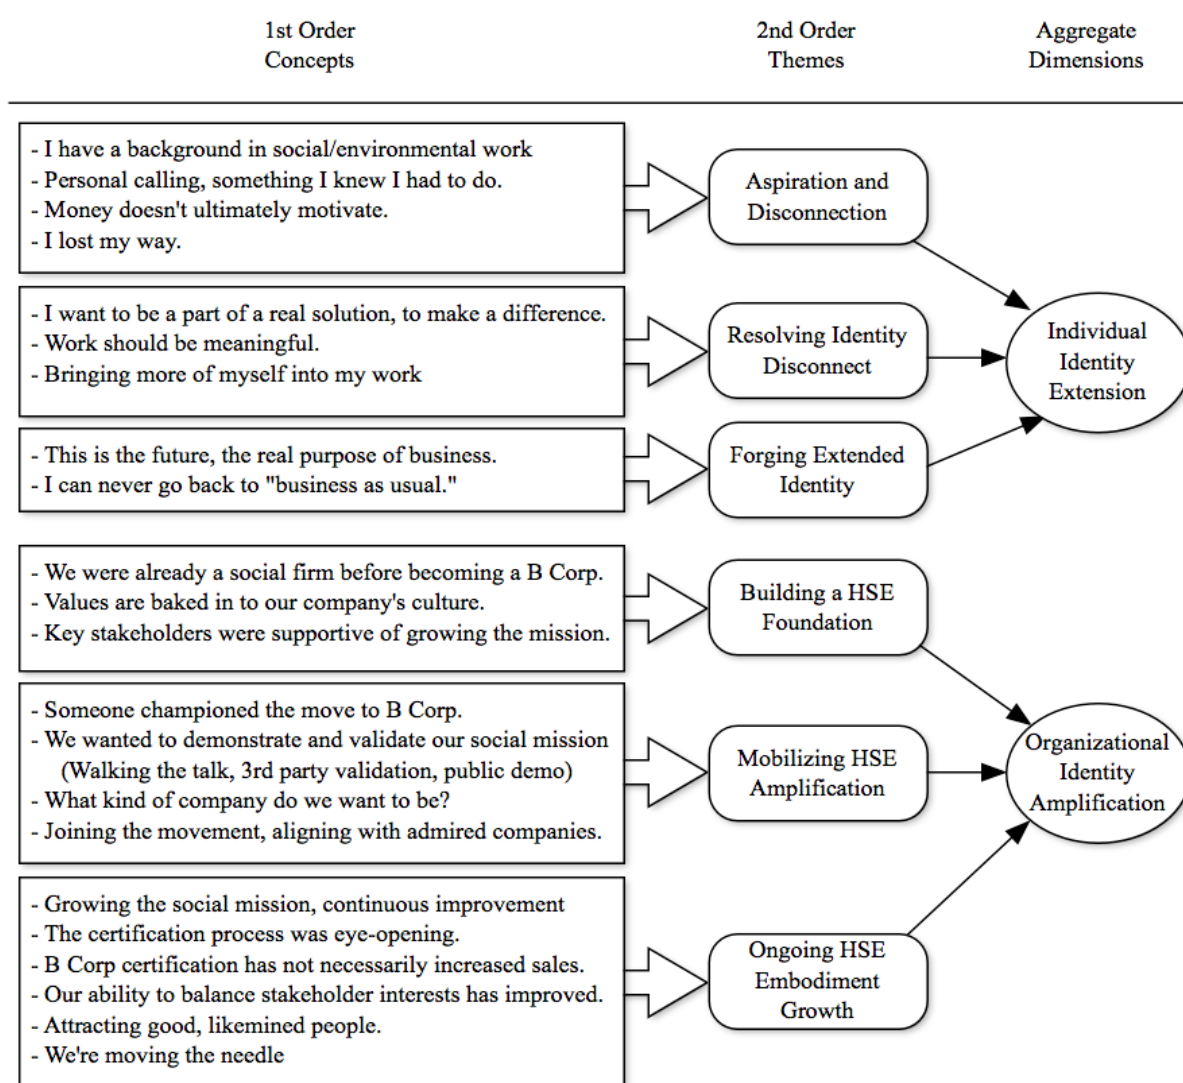 1st Order
Concepts
2nd Order
Themes
Aggregate
Dimensions
- I have a background in social/environmental work
- Personal calling, something I knew I had to do.
- Money doesn't ultimately motivate.
- I lost my way.
Aspiration and
Disconnection
- I want to be a part of a real solution, to make a difference.
- Work should be meaningful.
- Bringing more of myself into my work
Resolving Identity
Disconnect
- This is the future, the real purpose of business.
- I can never go back to "business as usual."
Forging Extended
Identity
Individual
Identity
Extension
- We were already a social firm before becoming a B Corp.
- Values are baked in to our company's culture.
- Key stakeholders were supportive of growing the mission.
Building a HSE
Foundation
- Someone championed the move to B Corp.
- We wanted to demonstrate and validate our social mission
(Walking the talk, 3rd party validation, public demo)
- What kind of company do we want to be?
- Joining the movement, aligning with admired companies.
Mobilizing HSE
Amplification
- Growing the social mission, continuous improvement
- The certification process was eye-opening.
- B Corp certification has not necessarily increased sales.
- Our ability to balance stakeholder interests has improved.
- Attracting good, likemined people.
- We're moving the needle
Ongoing HSE
Embodiment
Growth
Organizational
Identity
Amplification